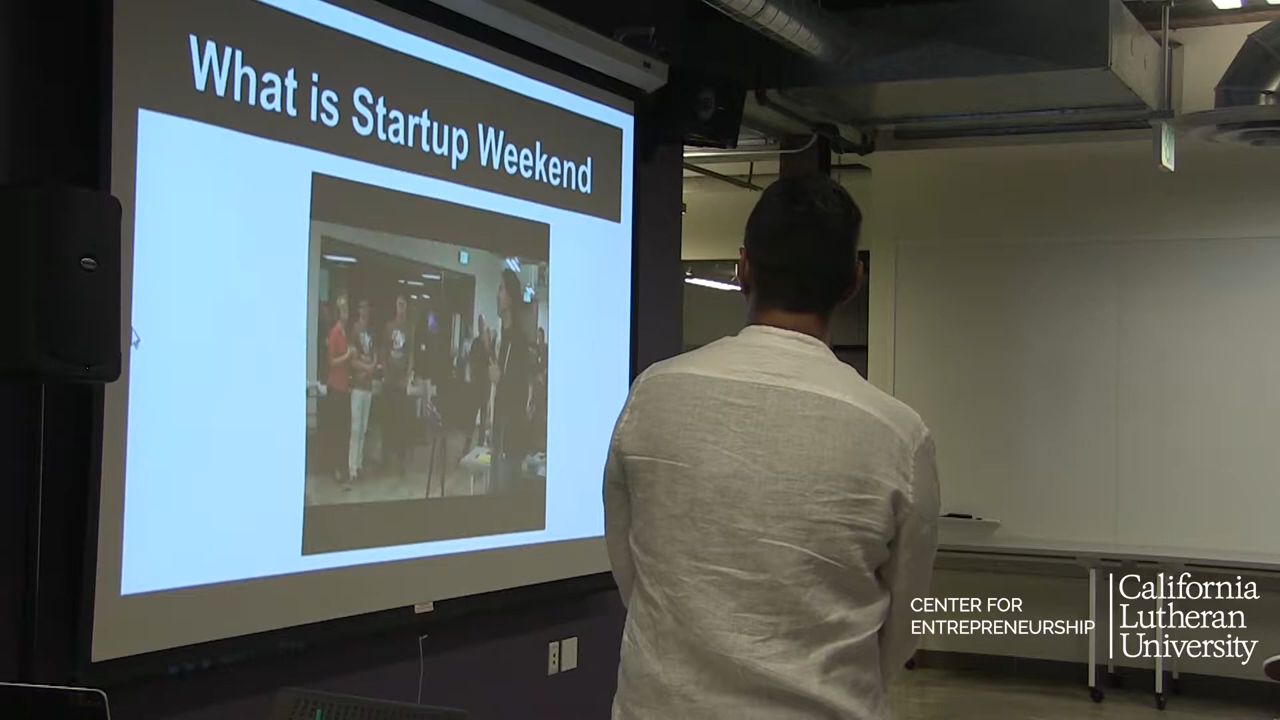 What is Startup Weekend
CENTER FOR
ENTREPRENEURSHIP
California
Lutheran
University